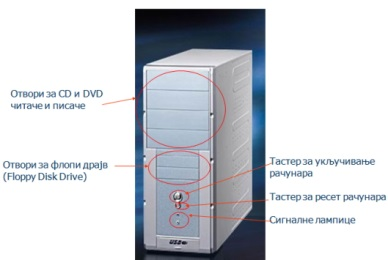 Отвори за CD и DVD
читаче и писаче
Отвори за флопи драјв
(Floppy Disk Drive)
Тастер за укључивање
рачунара
Тастер за ресет рачунара
Сигналне лампице
USB